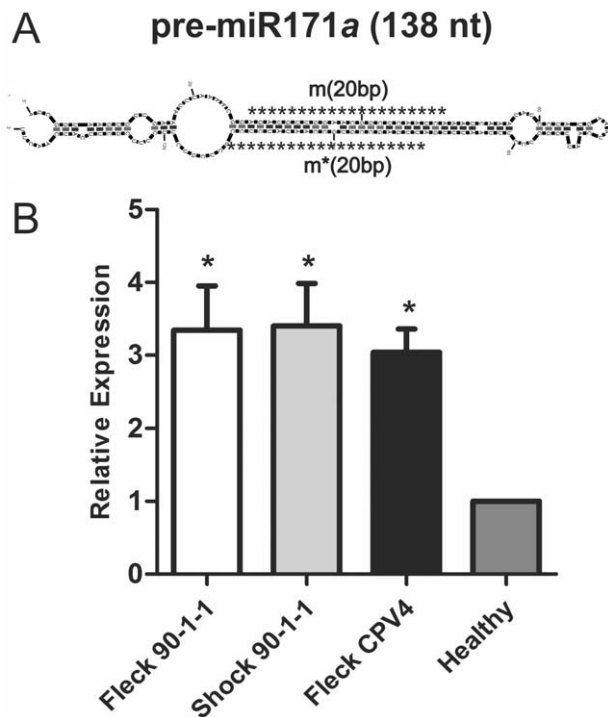 A
pre-miR171a (138 nt)
m(20bp)
********************
********************
m*(20bp)
B
5
4
3
2
1
0
Relative Expression
*
*
*
Fleck 90-1-1
Shock 90-1-1
Fleck CPV4
Healthy